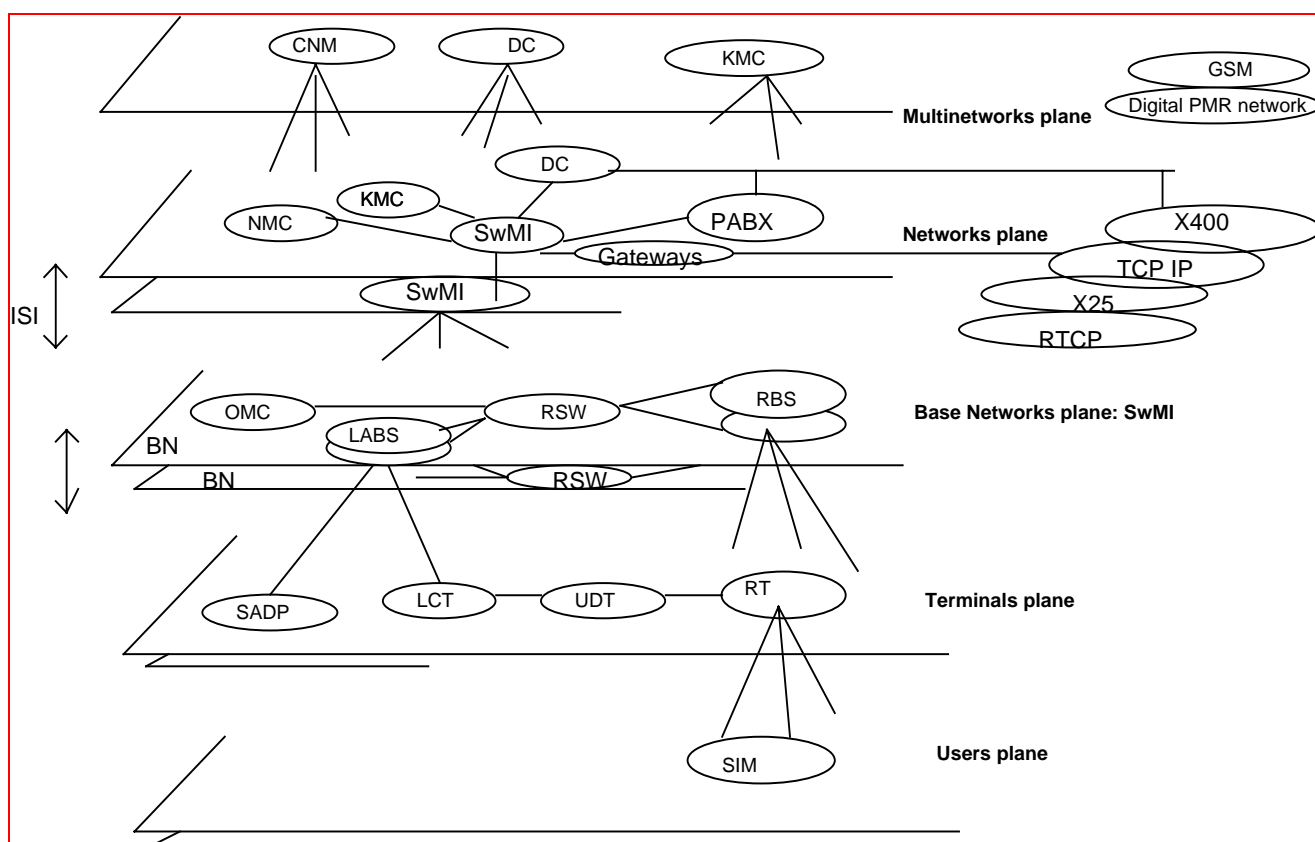 CNM
DC
KMC
GSM
Digital PMR network
Multinetworks plane
DC
KMC
NMC
SwMI
PABX
X400
Networks plane
Gateways
TCP IP
SwMI
X25
ISI
RTCP
OMC
RSW
RBS
Base Networks plane: SwMI
LABS
BN
BN
RSW
SADP
LCT
UDT
RT
Terminals plane
SIM
Users plane